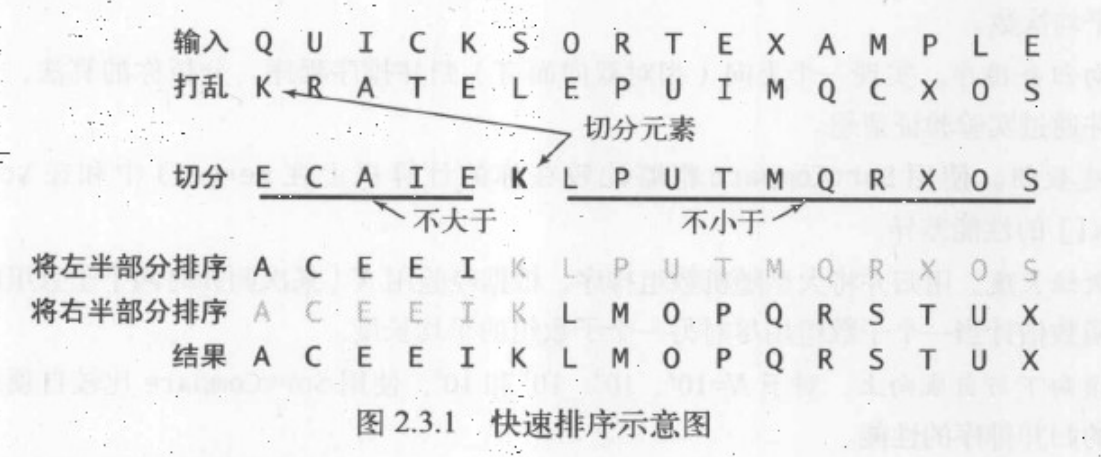 输入 Q U I C K S O R T E X A M P L E
打乱 K R A T E L E P U I M Q C X O S
切分元素
切分 E C A I E K L P U T M Q R X O S
不大于 不小于
将左半部分排序 A C E E I K L P U T M Q R X O S
将右半部分排序 A C E E I K L M O P Q R S T U X
结果 A C E E I K L M O P Q R S T U X
图 2.3.1 快速排序示意图